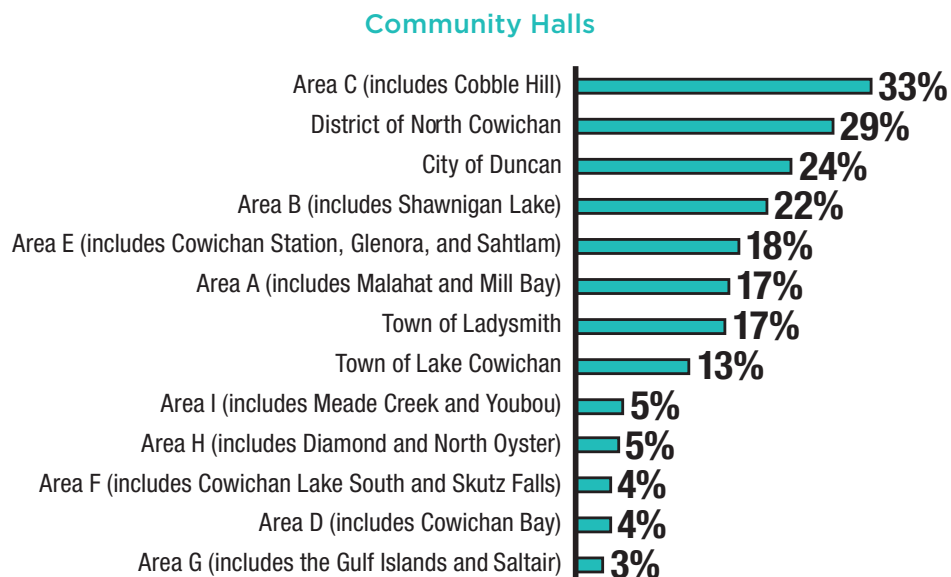 Community Halls
Area C (includes Cobble Hill) 33%
District of North Cowichan 29%
City of Duncan 24%
Area B (includes Shawnigan Lake) 22%
Area E (includes Cowichan Station, Glenora, and Sahtlam) 18%
Area A (includes Malahat and Mill Bay) 17%
Town of Ladysmith 17%
Town of Lake Cowichan 13%
Area I (includes Meade Creek and Youbou) 5%
Area H (includes Diamond and North Oyster) 5%
Area F (includes Cowichan Lake South and Skutz Falls) 4%
Area D (includes Cowichan Bay) 4%
Area G (includes the Gulf Islands and Saltair) 3%